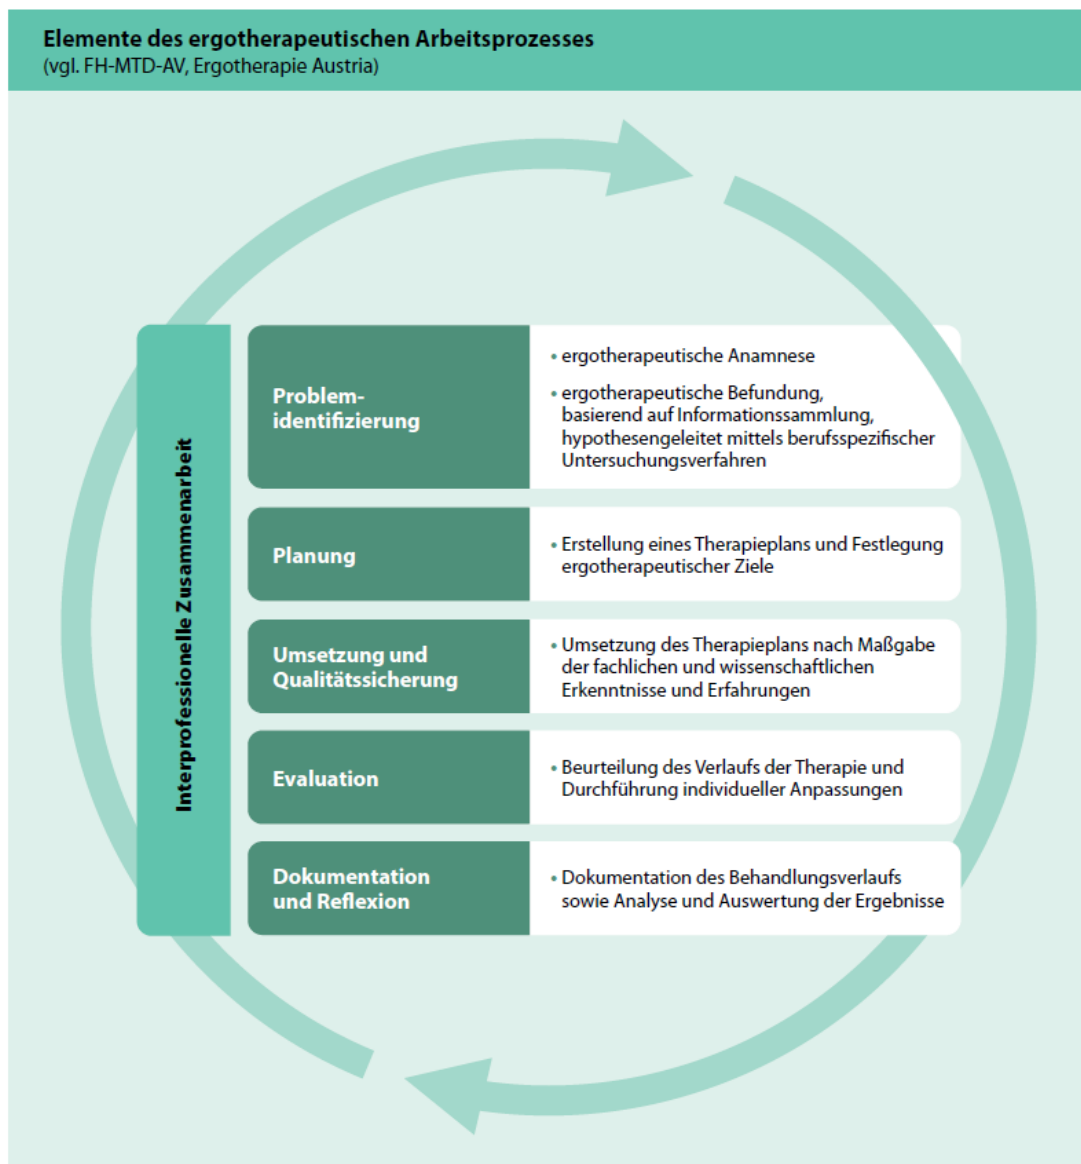 Elemente des ergotherapeutischen Arbeitsprozesses
(vgl. FH-MTD-AV, Ergotherapie Austria)
Interprofessionelle Zusammenarbeit
Problem-
identifizierung
• ergotherapeutische Anamnese
• ergotherapeutische Befundung,
basierend auf Informationssammlung,
hypothesengeleitet mittels berufsspezifischer
Untersuchungsverfahren
Planung
• Erstellung eines Therapieplans und Festlegung
ergotherapeutischer Ziele
Umsetzung und
Qualitätssicherung
• Umsetzung des Therapieplans nach Maßgabe
der fachlichen und wissenschaftlichen
Erkenntnisse und Erfahrungen
Evaluation
• Beurteilung des Verlaufs der Therapie und
Durchführung individueller Anpassungen
Dokumentation
und Reflexion
• Dokumentation des Behandlungsverlaufs
sowie Analyse und Auswertung der Ergebnisse